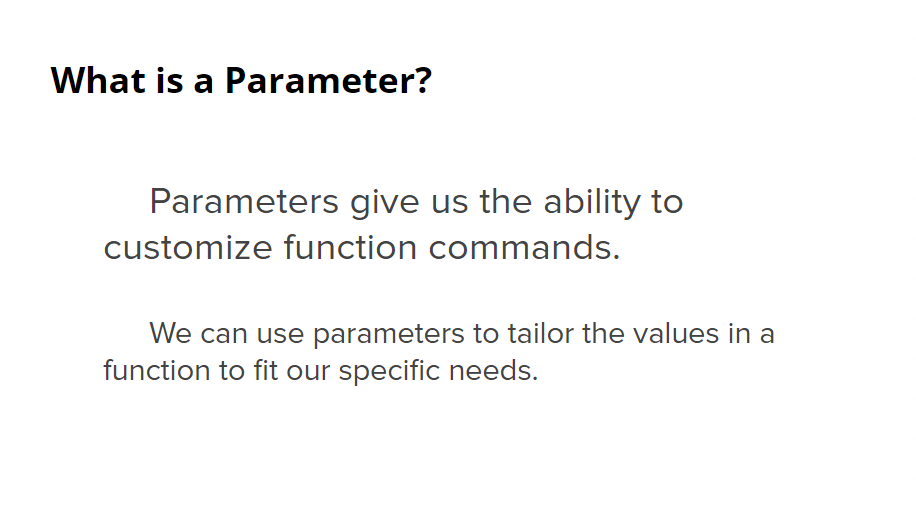 What is a Parameter?
Parameters give us the ability to
customize function commands.
We can use parameters to tailor the values in a
function to fit our specific needs.